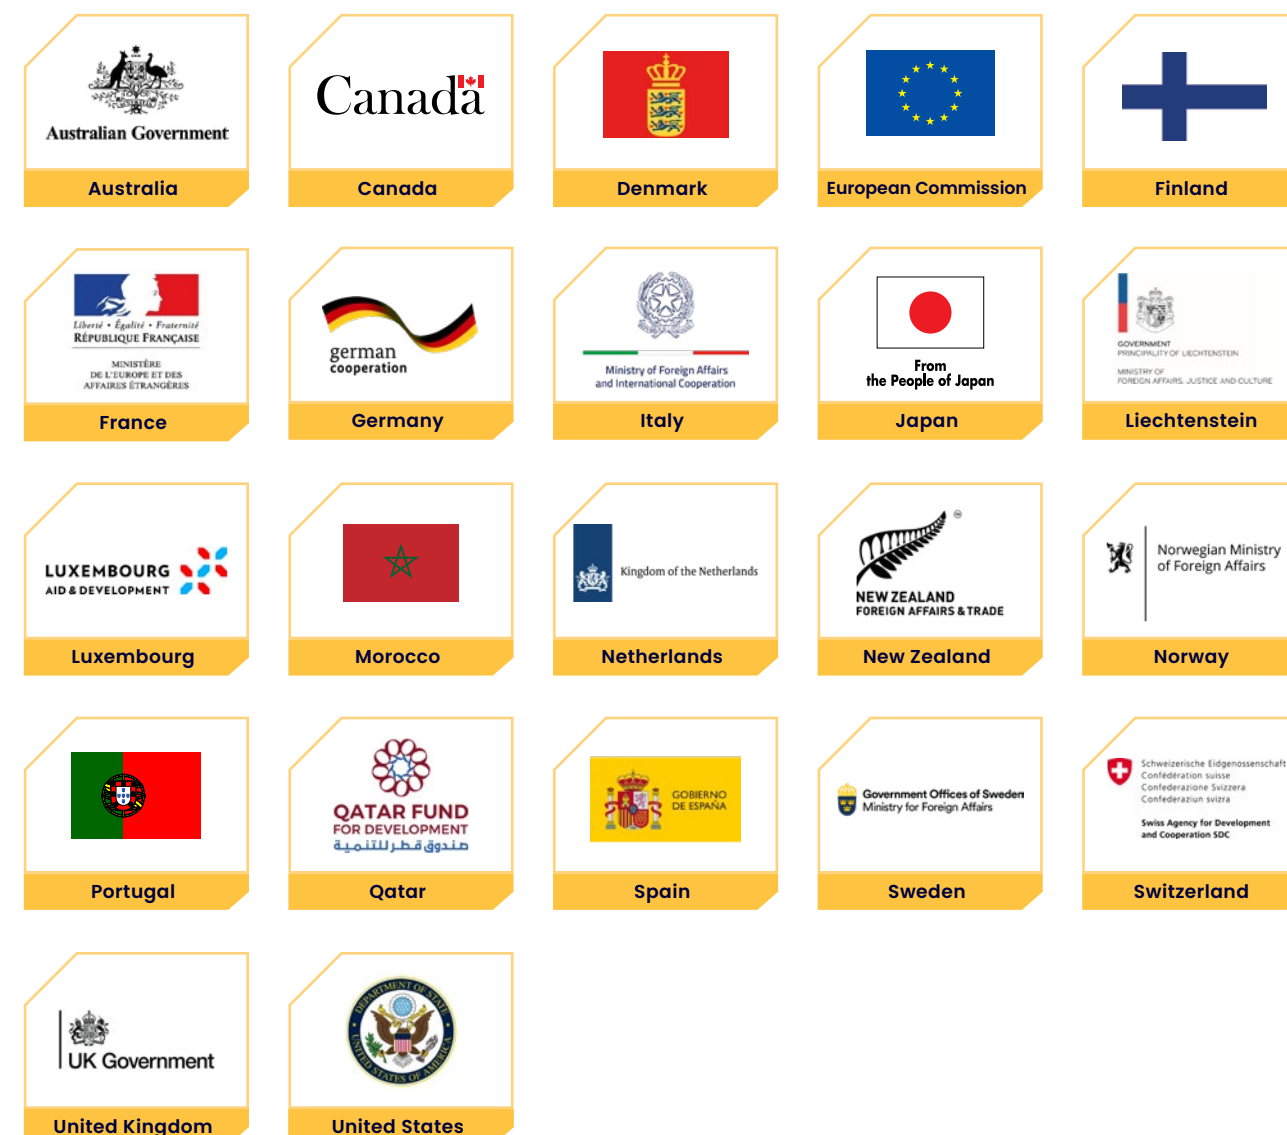 Australian Government
Australia
Canada
Canada
Denmark
European Commission
Finland
Liberté • Égalité • Fraternité
RÉPUBLIQUE FRANÇAISE
MINISTÈRE
DE L'EUROPE ET DES
AFFAIRES ÉTRANGÈRES
France
german
cooperation
Germany
Ministry of Foreign Affairs
and International Cooperation
Italy
From
the People of Japan
Japan
GOVERNMENT
PRINCIPALITY OF LIECHTENSTEIN
MINISTRY OF
FOREIGN AFFAIRS, JUSTICE AND CULTURE
Liechtenstein
LUXEMBOURG
AID & DEVELOPMENT
Luxembourg
Morocco
Kingdom of the Netherlands
Netherlands
NEW ZEALAND
FOREIGN AFFAIRS & TRADE
New Zealand
Norwegian Ministry
of Foreign Affairs
Norway
Portugal
QATAR FUND
FOR DEVELOPMENT
صندوق قطر للتنمية
Qatar
GOBIERNO
DE ESPAÑA
Spain
Government Offices of Sweden
Ministry for Foreign Affairs
Sweden
Schweizerische Eidgenossenschaft
Confédération suisse
Confederazione Svizzera
Confederaziun svizra
Swiss Agency for Development
and Cooperation SDC
Switzerland
UK Government
United Kingdom
DEPARTMENT OF STATE
UNITED STATES OF AMERICA
United States